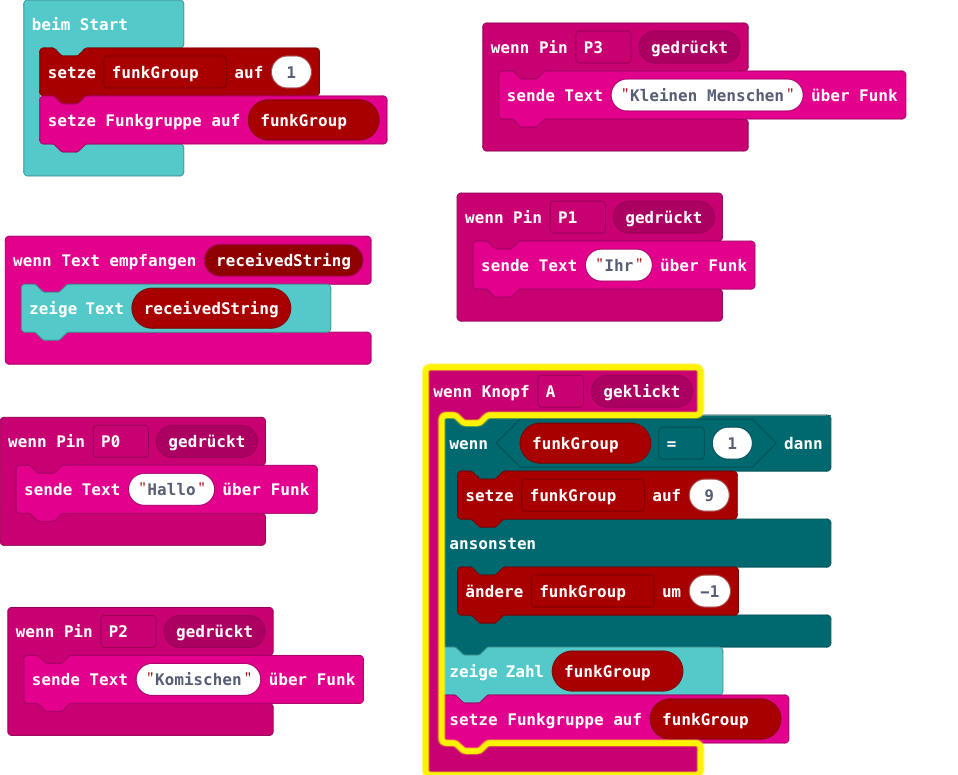 beim Start
setze funkGroup auf 1
setze Funkgruppe auf funkGroup
wenn Text empfangen receivedString
zeige Text receivedString
wenn Pin P0 gedrückt
sende Text "Hallo" über Funk
wenn Pin P2 gedrückt
sende Text "Komischen" über Funk
wenn Pin P3 gedrückt
sende Text "Kleinen Menschen" über Funk
wenn Pin P1 gedrückt
sende Text "Ihr" über Funk
wenn Knopf A geklickt
wenn funkGroup = 1 dann
setze funkGroup auf 9
ansonsten
ändere funkGroup um -1
zeige Zahl funkGroup
setze Funkgruppe auf funkGroup